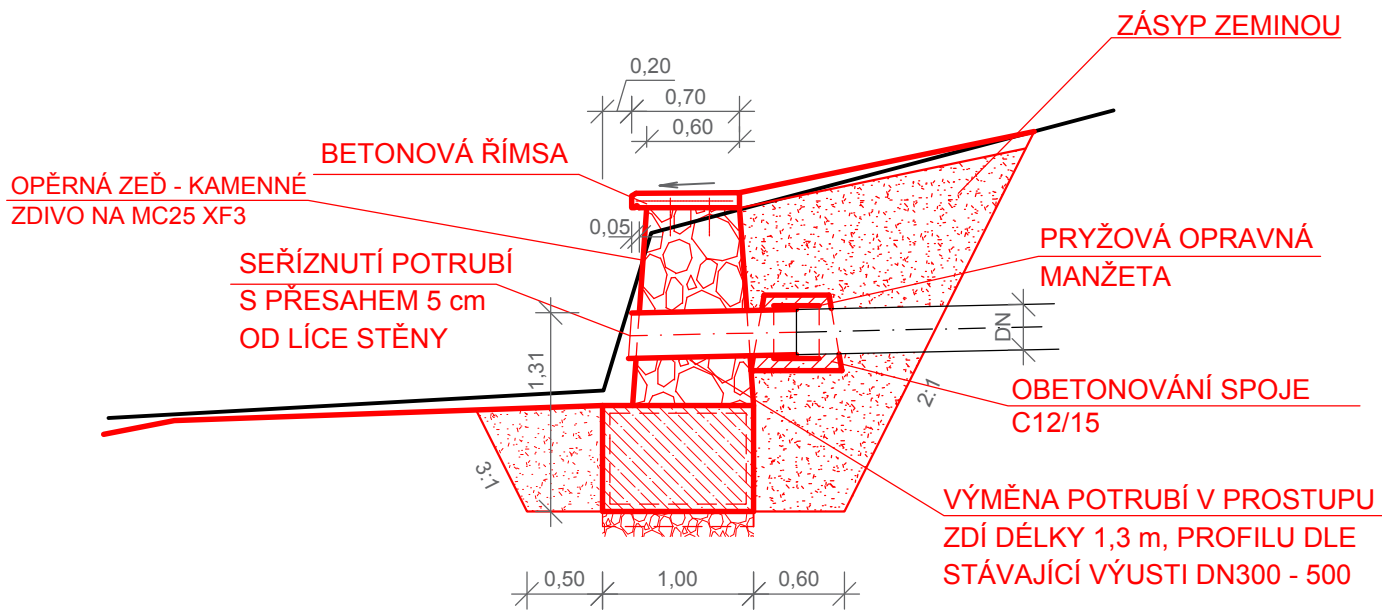 ZÁSYP ZEMINOU
0,20
0,70
0,60
BETONOVÁ ŘÍMSA
OPĚRNÁ ZEĎ - KAMENNÉ
ZDIVO NA MC25 XF3
0,05
SEŘÍZNUTÍ POTRUBÍ
S PŘESAHEM 5 cm
OD LÍCE STĚNY
PRYŽOVÁ OPRAVNÁ
MANŽETA
DN
1,31
OBETONOVÁNÍ SPOJE
C12/15
2:1
3:1
VÝMĚNA POTRUBÍ V PROSTUPU
ZDÍ DÉLKY 1,3 m, PROFILU DLE
STÁVAJÍCÍ VÝUSTI DN300 - 500
0,50
1,00
0,60